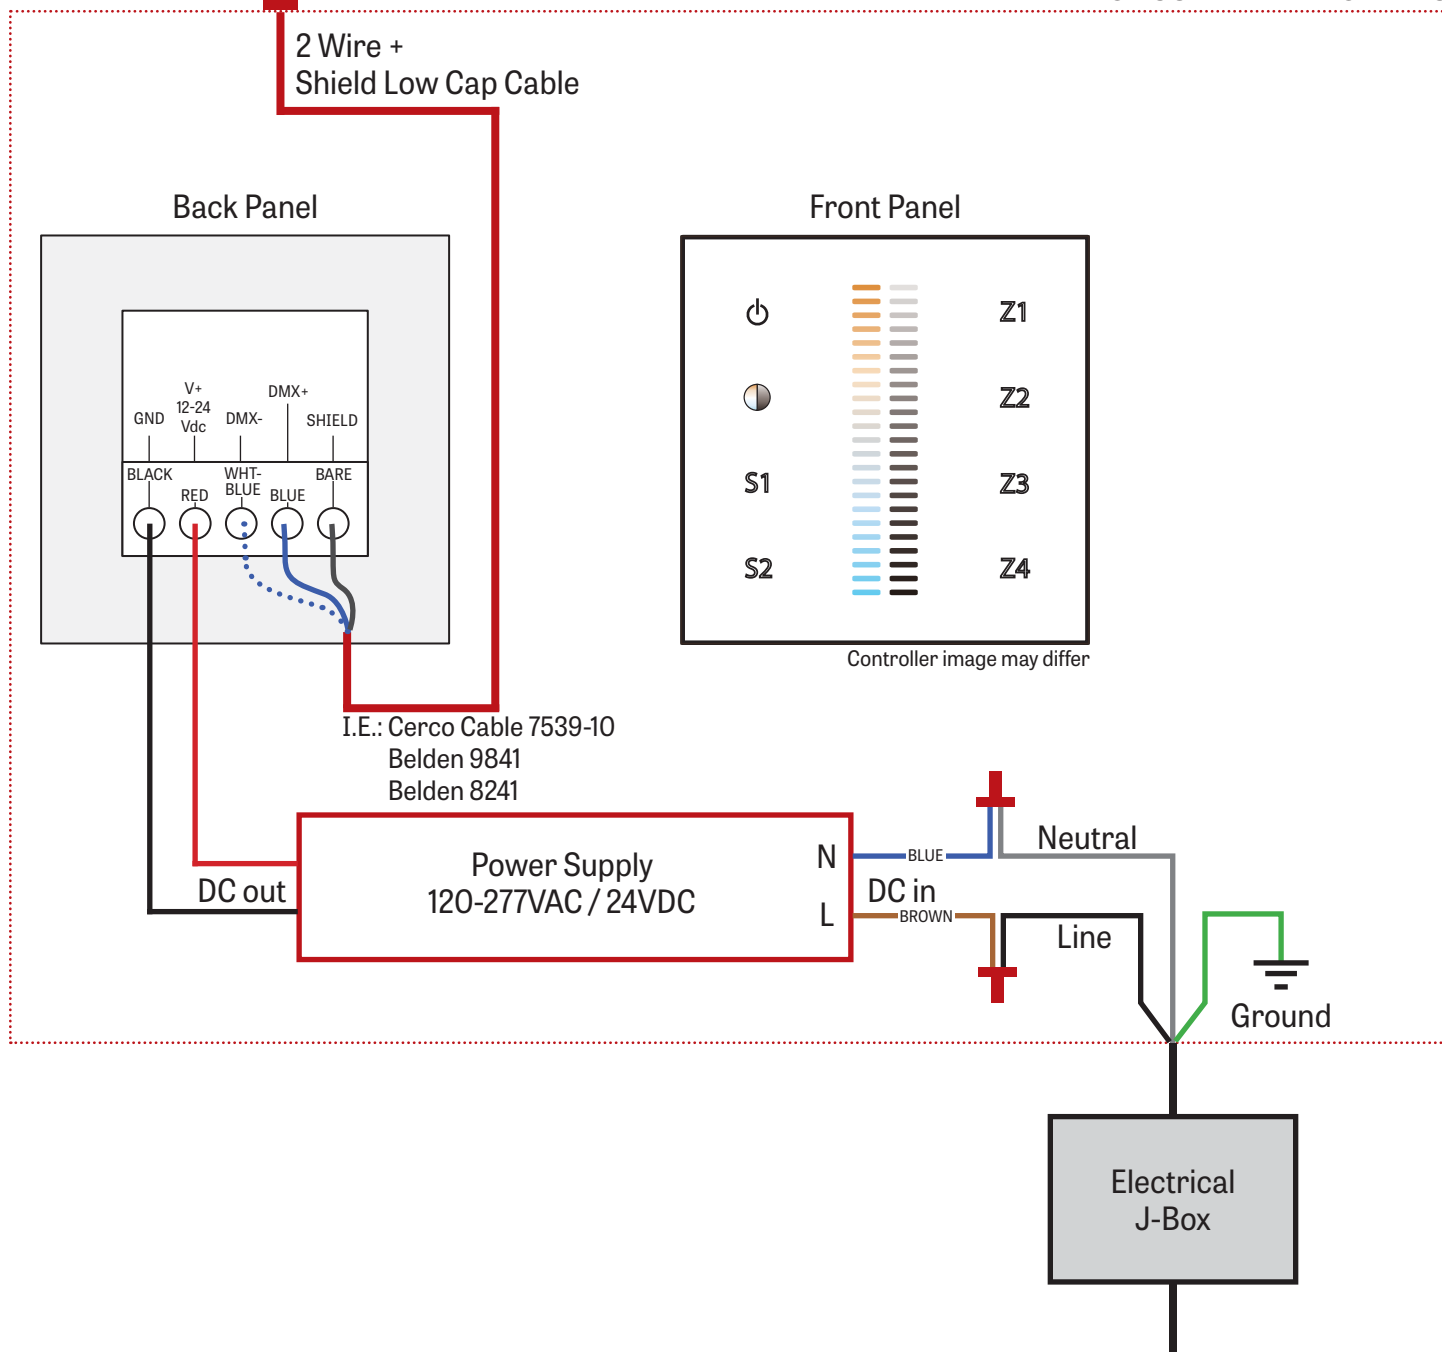 2 Wire +
Shield Low Cap Cable
Back Panel
Front Panel
GND
V+
12-24
Vdc
DMX-
DMX+
SHIELD
BLACK
RED
WHT-
BLUE
BLUE
BARE
Z1
Z2
S1
Z3
S2
Z4
Controller image may differ
I.E.: Cerco Cable 7539-10
Belden 9841
Belden 8241
Power Supply
120-277VAC / 24VDC
DC out
N
L
BLUE
DC in
BROWN
Neutral
Line
Ground
Electrical
J-Box